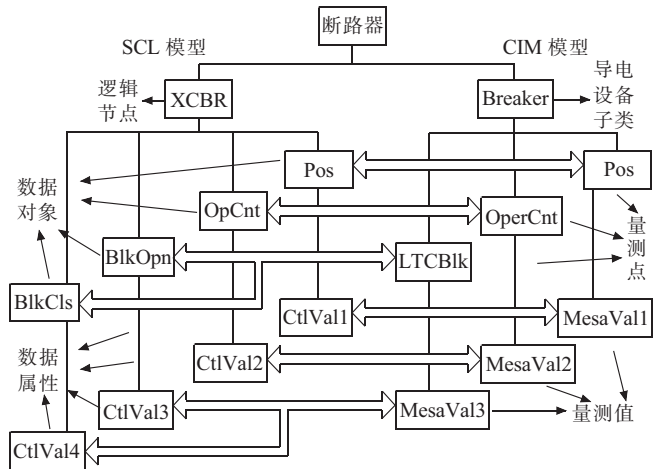 断路器
SCL 模型
CIM 模型
逻辑
节点
XCBR
Breaker
导电
设备
子类
Pos
Pos
数据
对象
OpCnt
OperCnt
量
测
点
BlkOpn
LTCBlk
BlkCls
CtlVal1
MesaVal1
数据
属性
CtlVal2
MesaVal2
CtlVal3
MesaVal3
量测值
CtlVal4